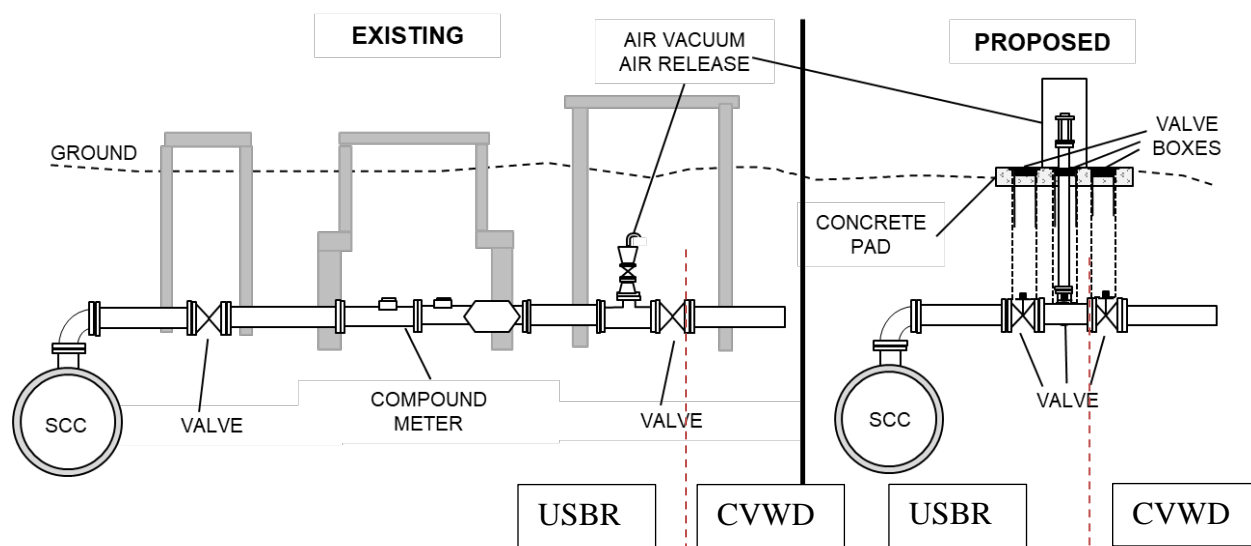 EXISTING
AIR VACUUM
AIR RELEASE
PROPOSED
GROUND
VALVE
BOXES
CONCRETE
PAD
SCC
VALVE
COMPOUND
METER
VALVE
SCC
VALVE
USBR
CVWD
USBR
CVWD